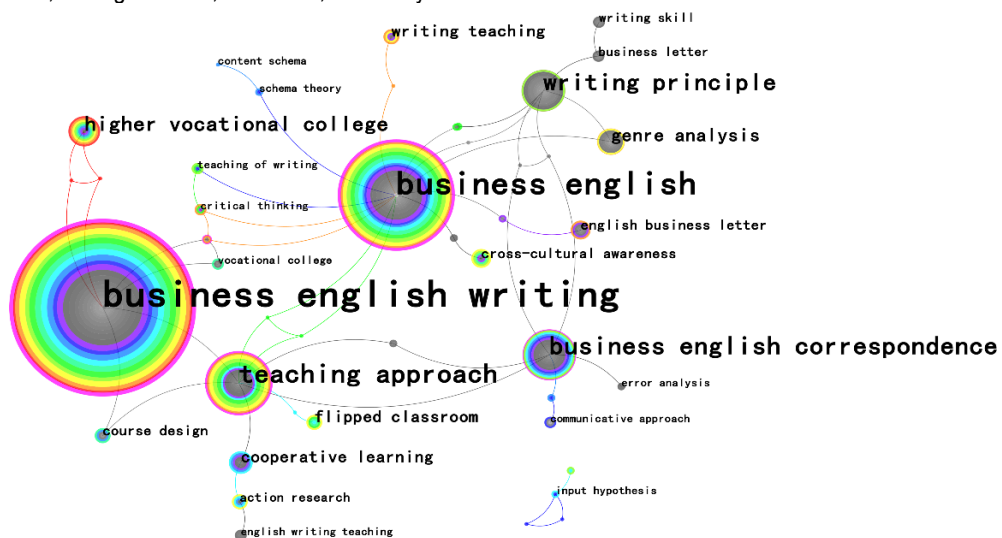 writing skill
writing teaching
business letter
content schema
writing principle
schema theory
higher vocational college
genre analysis
teaching of writing
business english
critical thinking
english business letter
cross-cultural awareness
vocational college
business english writing
business english correspondence
teaching approach
error analysis
flipped classroom
communicative approach
course design
cooperative learning
input hypothesis
action research
english writing teaching